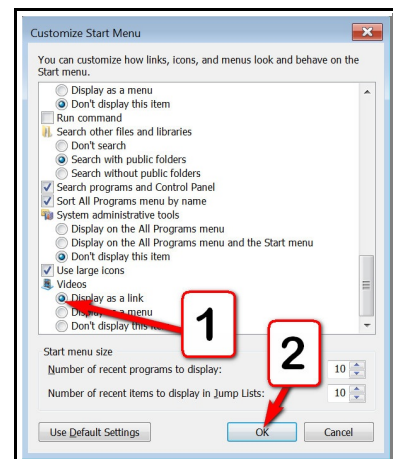 Customize Start Menu
You can customize how links, icons, and menus look and behave on the
Start menu.
Display as a menu
Don't display this item
Run command
Search other files and libraries
Don't search
Search with public folders
Search without public folders
Search programs and Control Panel
Sort All Programs menu by name
System administrative tools
Display on the All Programs menu
Display on the All Programs menu and the Start menu
Don't display this item
Use large icons
Videos
Display as a link
Display as a menu
Don't display this item
1
2
Start menu size
Number of recent programs to display: 10
Number of recent items to display in Jump Lists: 10
Use Default Settings OK Cancel